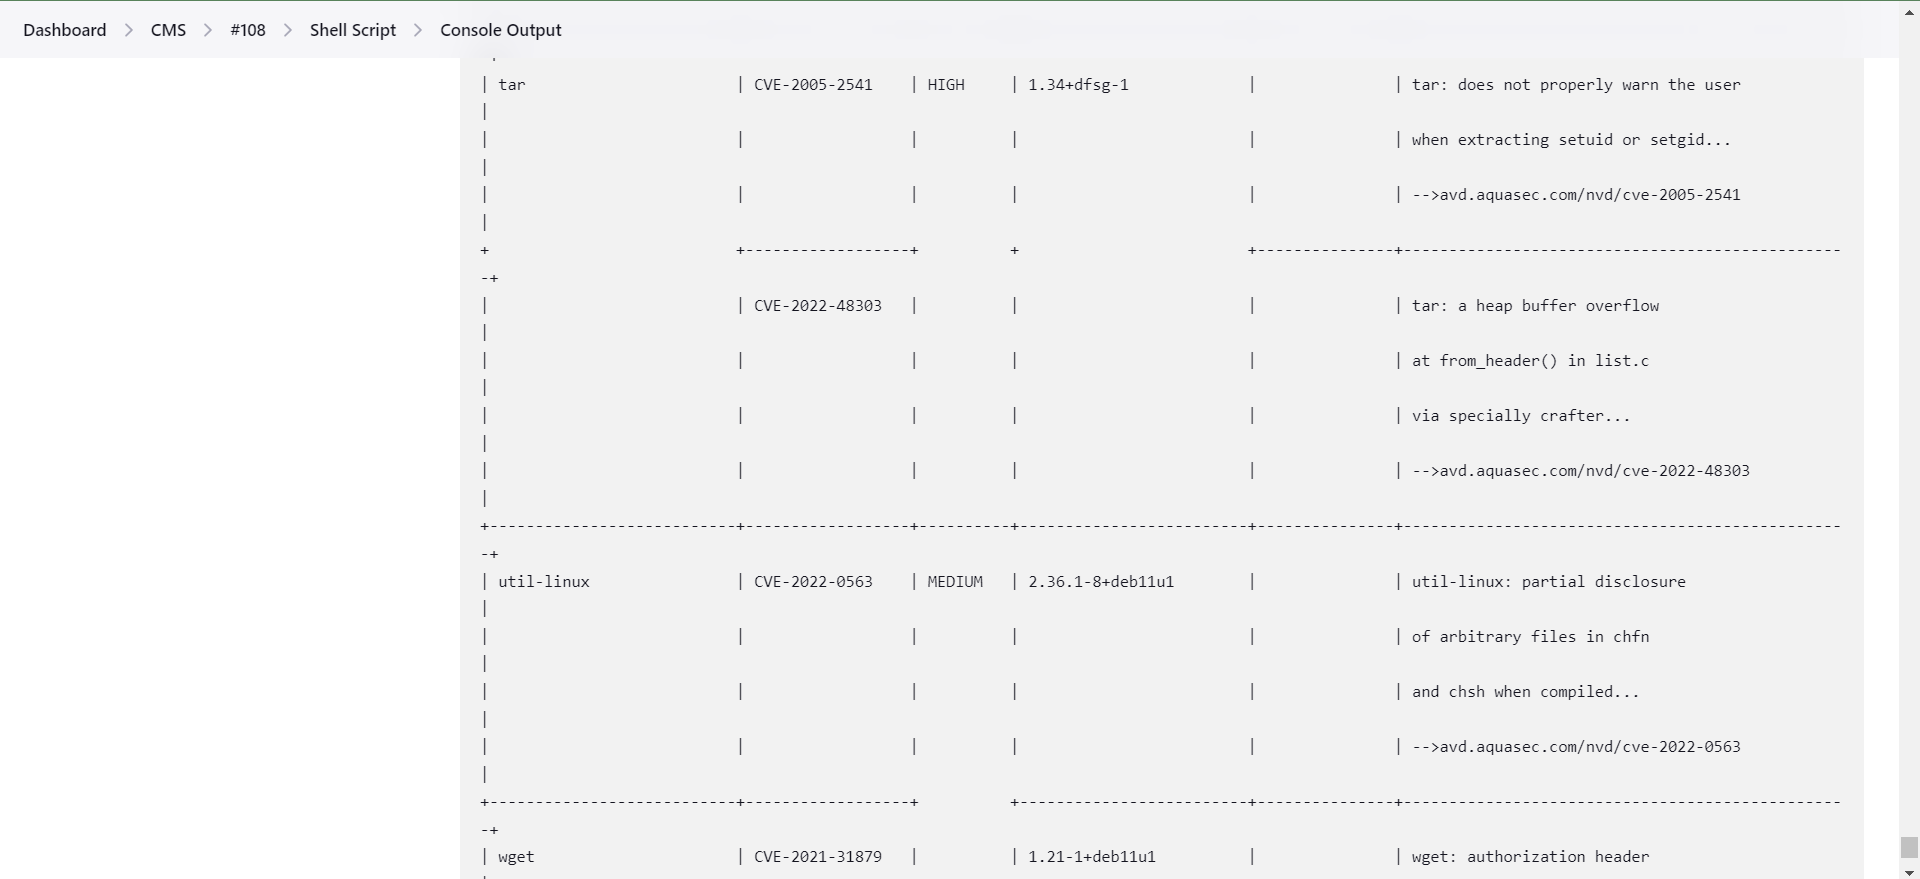 Dashboard > CMS > #108 > Shell Script > Console Output
| tar | CVE-2005-2541 | HIGH | 1.34+dfsg-1 | | tar: does not properly warn the user
|
| | | | | | when extracting setuid or setgid...
|
| | | | | | -->avd.aquasec.com/nvd/cve-2005-2541
|
+                           +------------------+          +                         +---------------+------------------------------------------------
-+
| | CVE-2022-48303 | | | | tar: a heap buffer overflow
|
| | | | | | at from_header() in list.c
|
| | | | | | via specially crafter...
|
| | | | | | -->avd.aquasec.com/nvd/cve-2022-48303
|
+---------------------------+------------------+----------+-------------------------+---------------+------------------------------------------------
-+
| util-linux | CVE-2022-0563 | MEDIUM | 2.36.1-8+deb11u1 | | util-linux: partial disclosure
|
| | | | | | of arbitrary files in chfn
|
| | | | | | and chsh when compiled...
|
| | | | | | -->avd.aquasec.com/nvd/cve-2022-0563
|
+---------------------------+------------------+          +-------------------------+---------------+------------------------------------------------
-+
| wget | CVE-2021-31879 | | 1.21-1+deb11u1 | | wget: authorization header